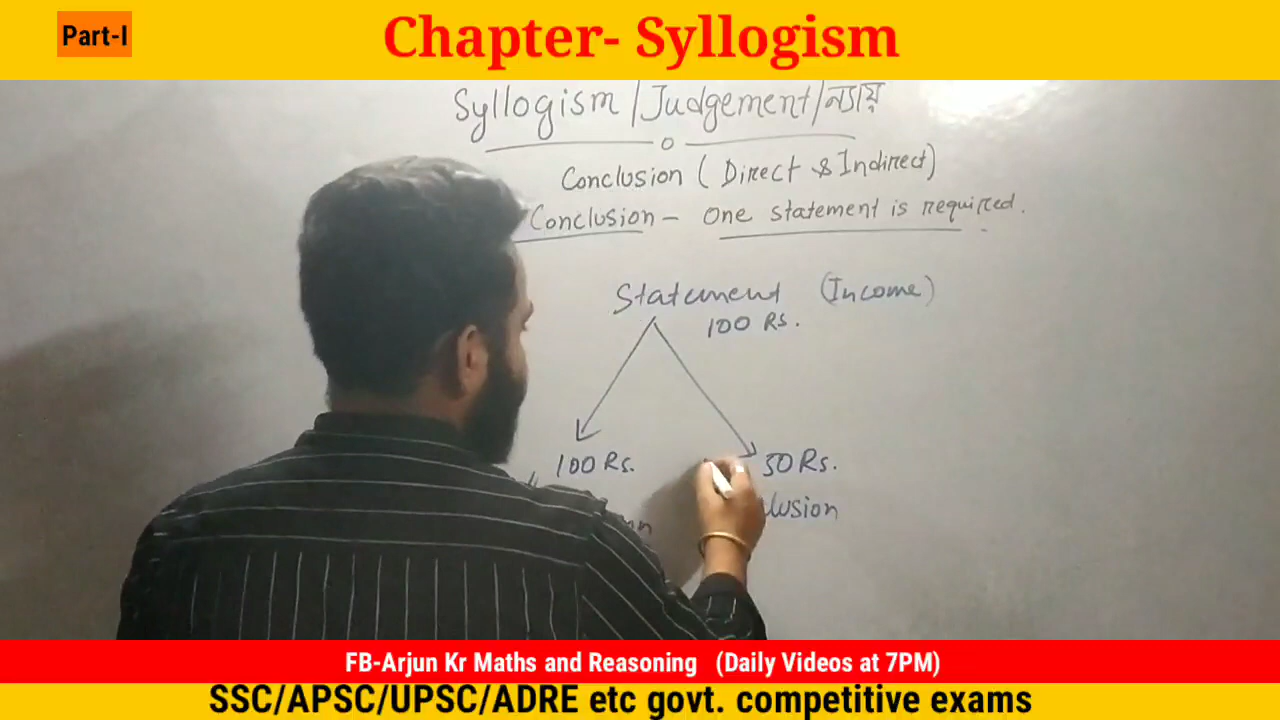 Part-I
Chapter- Syllogism
Syllogism/Judgement/ন্যায়
Conclusion (Direct & Indirect)
Conclusion - One statement is required.
Statement (Income)
100 Rs.
100 Rs. 50 Rs.
FB-Arjun Kr Maths and Reasoning (Daily Videos at 7PM)
SSC/APSC/UPSC/ADRE etc govt. competitive exams